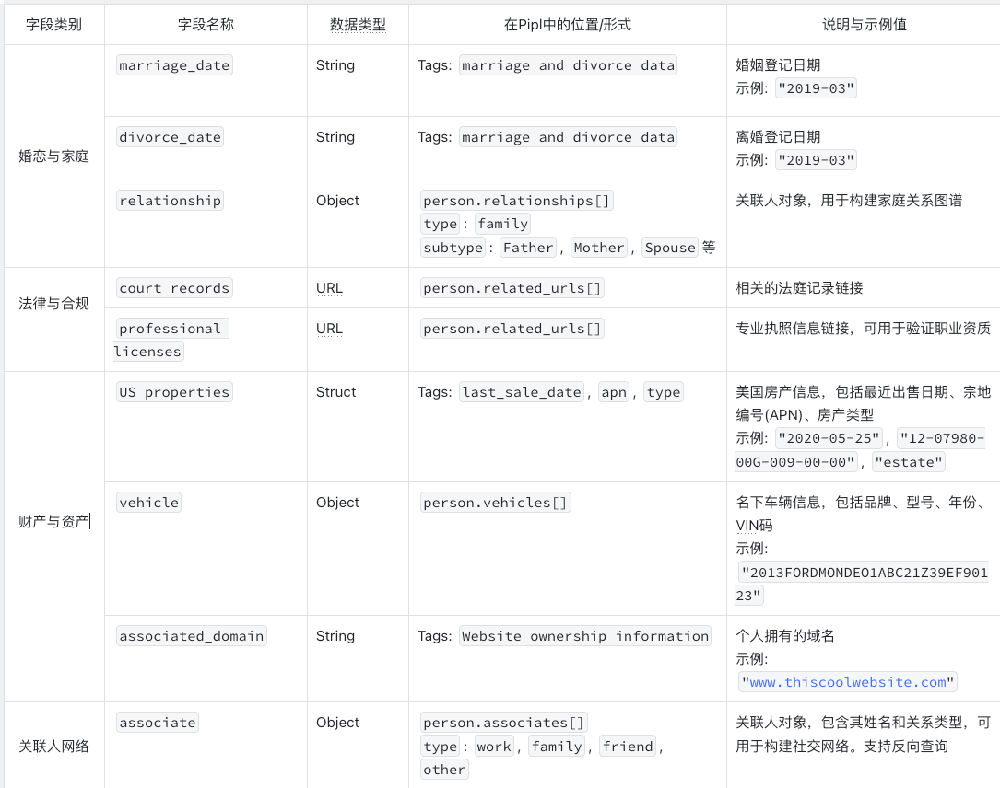 字段类别 字段名称 数据类型 在Pipl中的位置/形式 说明与示例值
婚恋与家庭
marriage_date String Tags: marriage and divorce data 婚姻登记日期
示例: "2019-03"
divorce_date String Tags: marriage and divorce data 离婚登记日期
示例: "2019-03"
relationship Object person.relationships[] 关联人对象，用于构建家庭关系图谱
type : family
subtype : Father , Mother , Spouse 等
法律与合规
court records URL person.related_urls[] 相关的法庭记录链接
professional URL person.related_urls[] 专业执照信息链接，可用于验证职业资质
licenses
财产与资产
US properties Struct Tags: last_sale_date , apn , type 美国房产信息，包括最近出售日期、宗地
编号(APN)、房产类型
示例: "2020-05-25" , "12-07980-
00G-009-00-00" , "estate"
vehicle Object person.vehicles[] 名下车辆信息，包括品牌、型号、年份、
VIN码
示例:
"2013FORDMONDEO1ABC21Z39EF901
23"
associated_domain String Tags: Website ownership information 个人拥有的域名
示例:
"www.thiscoolwebsite.com"
关联人网络
associate Object person.associates[] 关联人对象，包含其姓名和关系类型，可
type : work , family , friend , 用于构建社交网络。支持反向查询
other